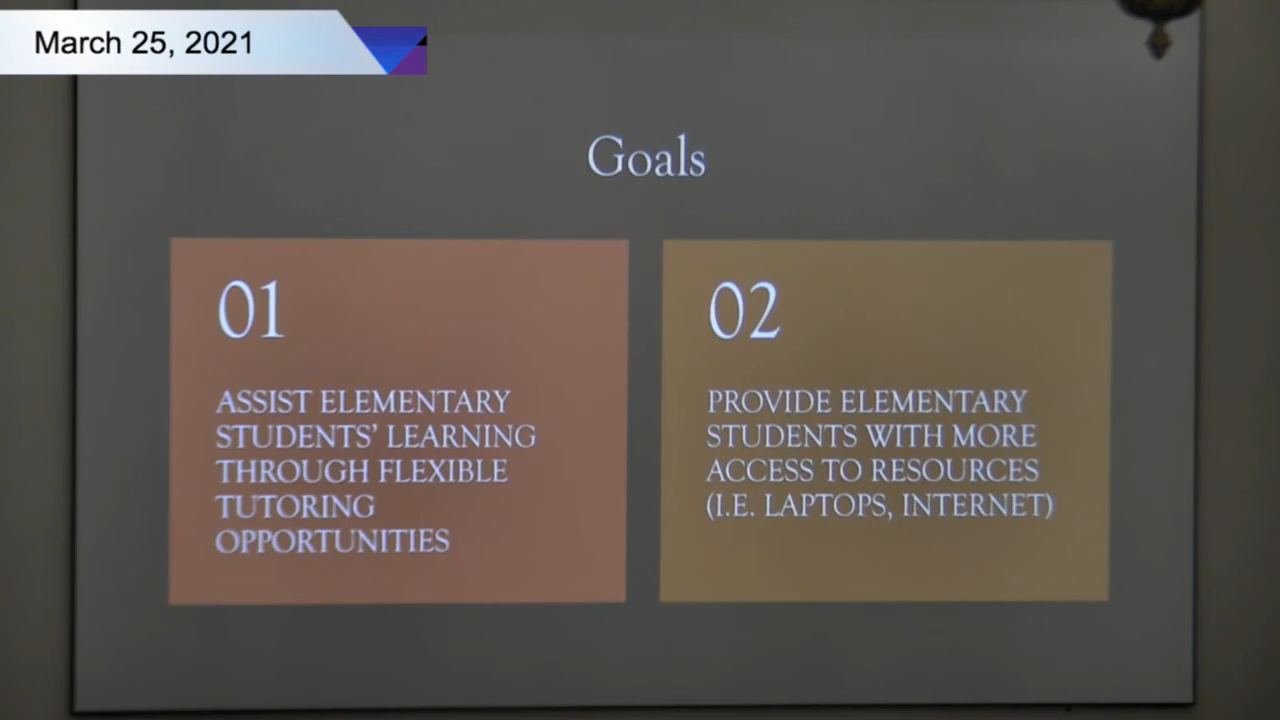 March 25, 2021
Goals
01
ASSIST ELEMENTARY
STUDENTS' LEARNING
THROUGH FLEXIBLE
TUTORING
OPPORTUNITIES
02
PROVIDE ELEMENTARY
STUDENTS WITH MORE
ACCESS TO RESOURCES
(I.E. LAPTOPS, INTERNET)